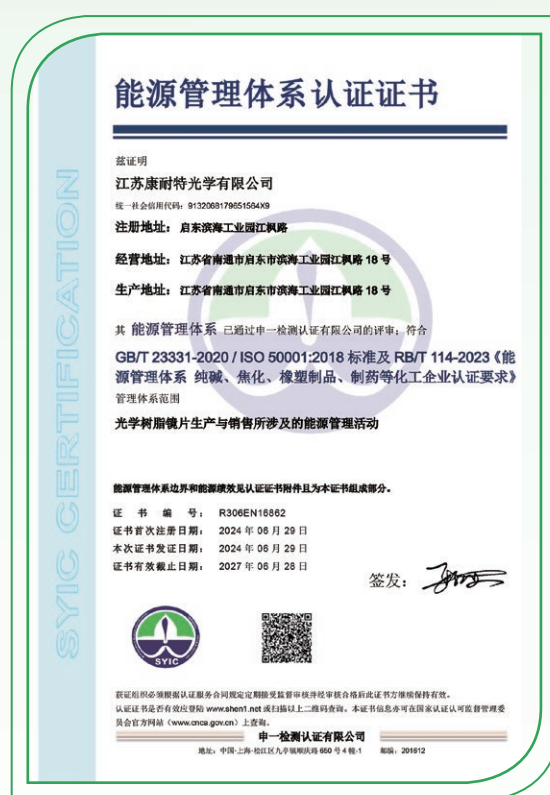 能源管理体系认证证书
SYIC CERTIFICATION
兹证明
江苏康耐特光学有限公司
统一社会信用代码：9132068179651564X9
注册地址：启东滨海工业园江枫路
经营地址：江苏省南通市启东市滨海工业园江枫路 18 号
生产地址：江苏省南通市启东市滨海工业园江枫路 18 号
其 能源管理体系 已通过申一检测认证有限公司的评审；符合
GB/T 23331-2020 / ISO 50001:2018 标准及 RB/T 114-2023《能
源管理体系 纯碱、焦化、橡塑制品、制药等化工企业认证要求》
管理体系范围
光学树脂镜片生产与销售所涉及的能源管理活动
能源管理体系边界和能源绩效见认证证书附件且为本证书组成部分。
证 书 编 号： R306EN16862
证书首次注册日期： 2024 年 06 月 29 日
本次证书发证日期： 2024 年 06 月 29 日
证书有效截止日期： 2027 年 06 月 28 日
签发：
SYIC
获证组织必须根据认证服务合同规定定期接受监督审核并经审核合格后此证书方继续保持有效。
认证证书是否有效应登陆 www.shen1.net 或扫描以上二维码查询。本证书信息亦可在国家认证认可监督管理委
员会官方网站（www.cnca.gov.cn）上查询。
申一检测认证有限公司
地址：中国·上海·松江区九亭镇顺庆路 650 号 4 幢-1 邮编：201612